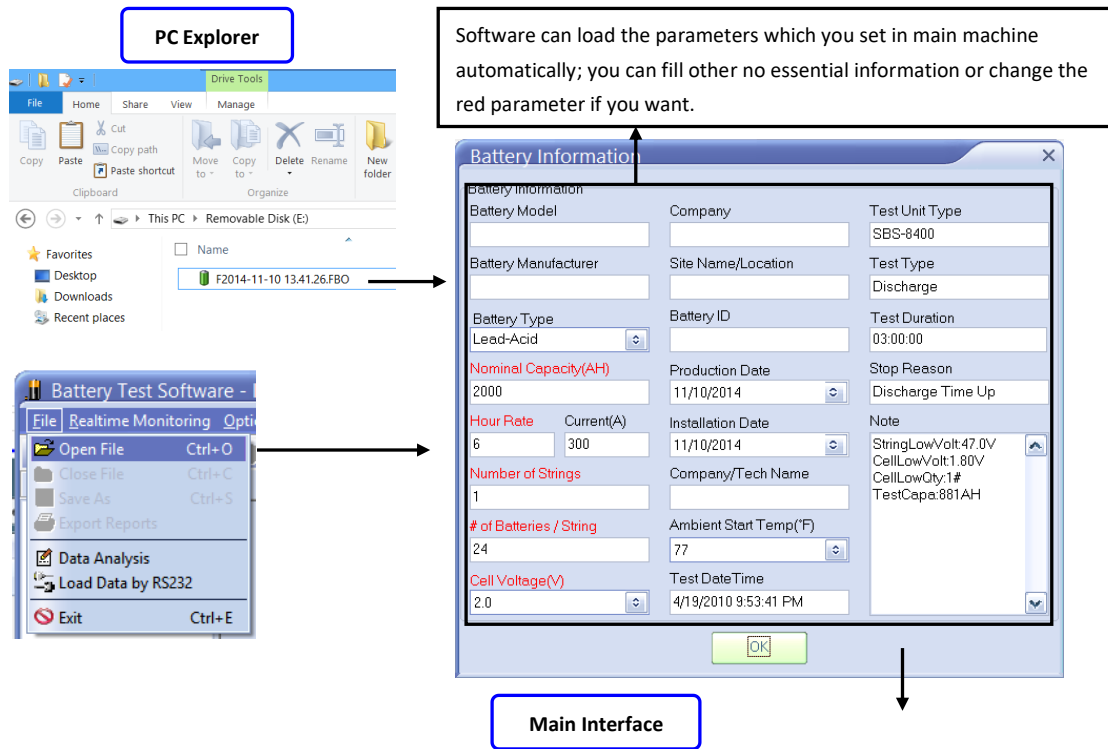 PC Explorer
Software can load the parameters which you set in main machine
automatically; you can fill other no essential information or change the
red parameter if you want.
Drive Tools
File Home Share View Manage
Copy
Paste
Cut
Copy path
Paste shortcut
Move to
Copy to
Delete
Rename
New folder
Clipboard
Organize
This PC Removable Disk (E:)
Favorites
Desktop
Downloads
Recent places
Name
F2014-11-10 13.41.26.FBO
Battery Test Software -
File Realtime Monitoring Opti
Open File Ctrl+O
Close File Ctrl+C
Save As Ctrl+S
Export Reports
Data Analysis
Load Data by RS232
Exit Ctrl+E
Battery Information
Battery Information
Battery Model
Battery Manufacturer
Battery Type
Lead-Acid
Nominal Capacity(AH)
2000
Hour Rate Current(A)
6 300
Number of Strings
1
# of Batteries / String
24
Cell Voltage(V)
2.0
Company
Site Name/Location
Battery ID
Production Date
11/10/2014
Installation Date
11/10/2014
Company/Tech Name
Ambient Start Temp(°F)
77
Test DateTime
4/19/2010 9:53:41 PM
Test Unit Type
SBS-8400
Test Type
Discharge
Test Duration
03:00:00
Stop Reason
Discharge Time Up
Note
StringLowVolt:47.0V
CellLowVolt:1.80V
CellLowQty:1#
TestCapa:881AH
OK
Main Interface